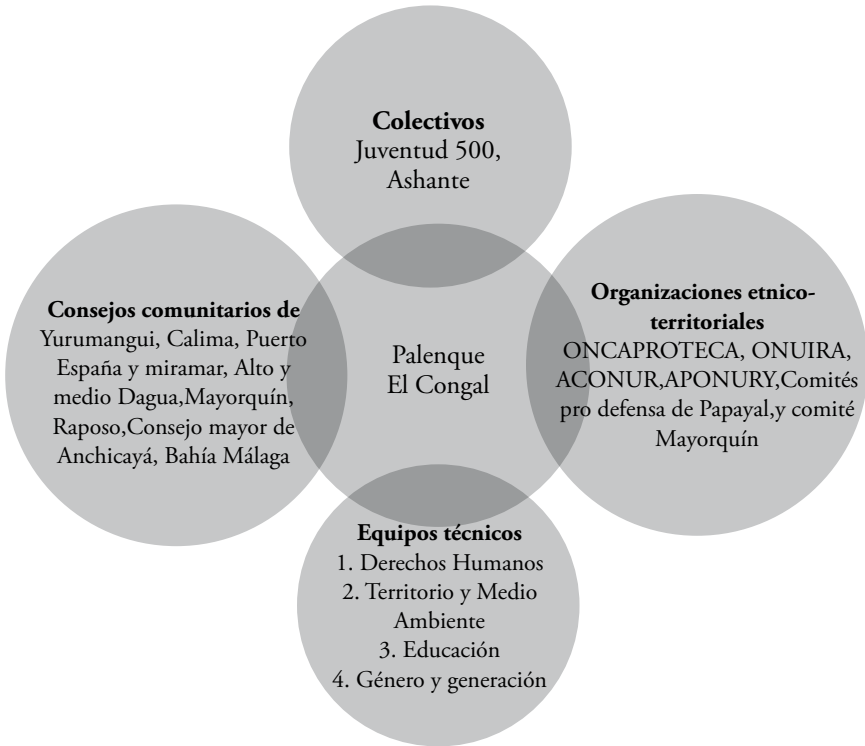 Colectivos
Juventud 500,
Ashante
Consejos comunitarios de
Yurumangui, Calima, Puerto
España y miramar, Alto y
medio Dagua,Mayorquín,
Raposo,Consejo mayor de
Anchicayá, Bahía Málaga
Palenque
El Congal
Organizaciones etnico-
territoriales
ONCAPROTECA, ONUIRA,
ACONUR,APONURY,Comités
pro defensa de Papayal,y comité
Mayorquín
Equipos técnicos
1. Derechos Humanos
2. Territorio y Medio
Ambiente
3. Educación
4. Género y generación